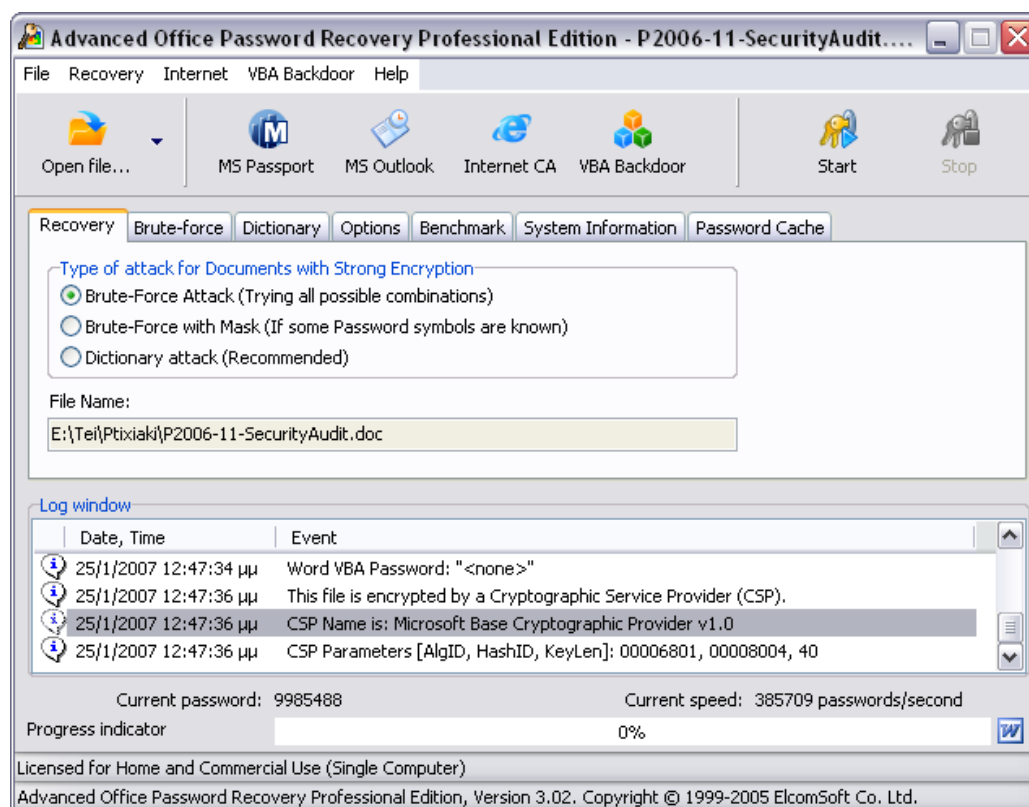 Advanced Office Password Recovery Professional Edition - P2006-11-SecurityAudit....
File Recovery Internet VBA Backdoor Help
Open file... MS Passport MS Outlook Internet CA VBA Backdoor Start Stop
Recovery Brute-force Dictionary Options Benchmark System Information Password Cache
Type of attack for Documents with Strong Encryption
Brute-Force Attack (Trying all possible combinations)
Brute-Force with Mask (If some Password symbols are known)
Dictionary attack (Recommended)
File Name:
E:\Tei\Ptixiaki\P2006-11-SecurityAudit.doc
Log window
Date, Time Event
25/1/2007 12:47:34 μμ Word VBA Password: "<none>"
25/1/2007 12:47:36 μμ This file is encrypted by a Cryptographic Service Provider (CSP).
25/1/2007 12:47:36 μμ CSP Name is: Microsoft Base Cryptographic Provider v1.0
25/1/2007 12:47:36 μμ CSP Parameters [AlgID, HashID, KeyLen]: 00006801, 00008004, 40
Current password: 9985488 Current speed: 385709 passwords/second
Progress indicator 0%
Licensed for Home and Commercial Use (Single Computer)
Advanced Office Password Recovery Professional Edition, Version 3.02. Copyright © 1999-2005 ElcomSoft Co. Ltd.